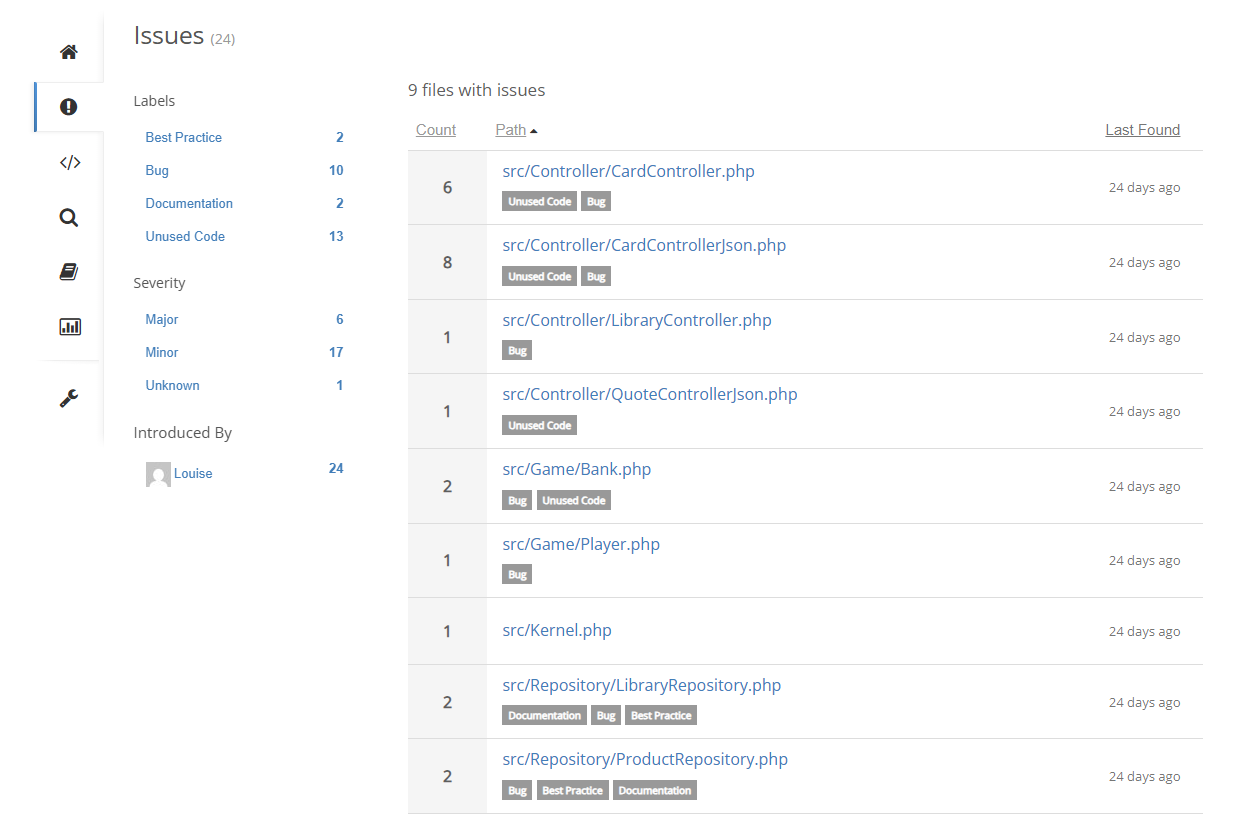 Issues (24)
Labels
Best Practice 2
Bug 10
Documentation 2
Unused Code 13
Severity
Major 6
Minor 17
Unknown 1
Introduced By
Louise 24
9 files with issues
Count Path Last Found
src/Controller/CardController.php
6 24 days ago
Unused Code Bug
src/Controller/CardControllerJson.php
8 24 days ago
Unused Code Bug
src/Controller/LibraryController.php
1 24 days ago
Bug
src/Controller/QuoteControllerJson.php
1 24 days ago
Unused Code
src/Game/Bank.php
2 24 days ago
Bug Unused Code
src/Game/Player.php
1 24 days ago
Bug
1 src/Kernel.php 24 days ago
src/Repository/LibraryRepository.php
2 24 days ago
Documentation Bug Best Practice
src/Repository/ProductRepository.php
2 24 days ago
Bug Best Practice Documentation